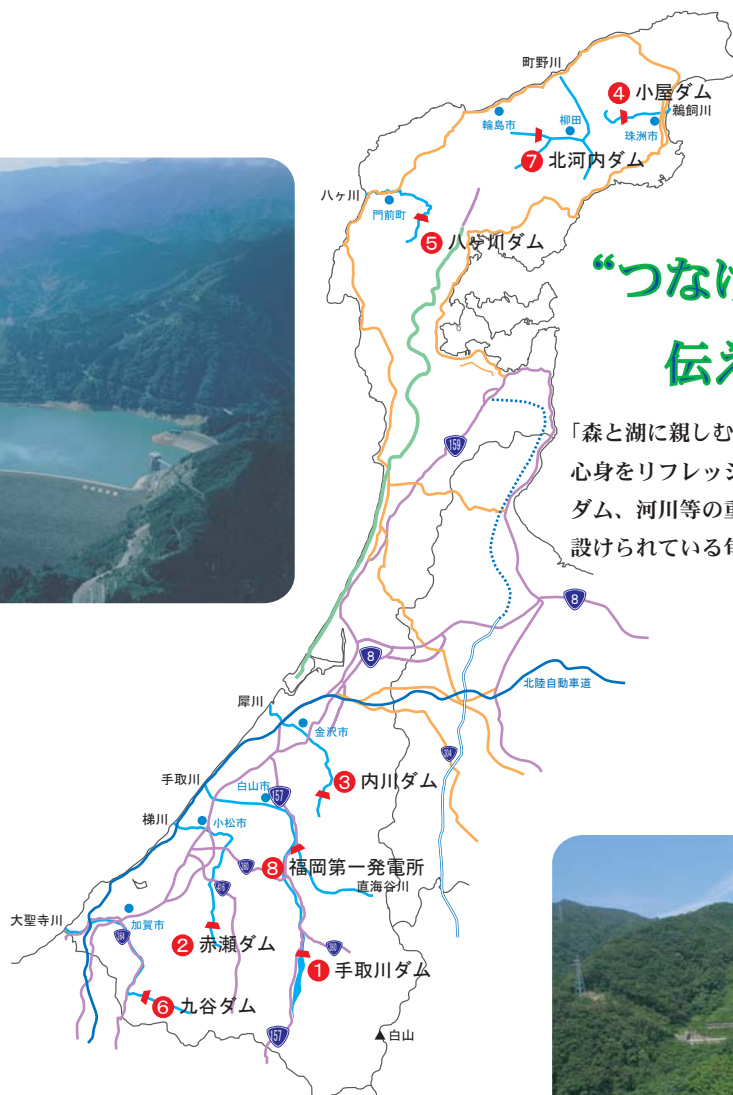 町野川
④ 小屋ダム
鵜飼川
輪島市
柳田
珠洲市
⑦ 北河内ダム
八ヶ川
門前町
⑤ 八ヶ川ダム
“つなげ
伝え
「森と湖に親しむ
心身をリフレッシ
ダム、河川等の重
設けられている旬
159
8
8
北陸自動車道
犀川
金沢市
304
手取川
白山市
157
③ 内川ダム
梯川
小松市
360
⑧ 福岡第一発電所
416
直海谷川
大聖寺川
加賀市
364
② 赤瀬ダム
360
① 手取川ダム
⑥ 九谷ダム
157
▲白山